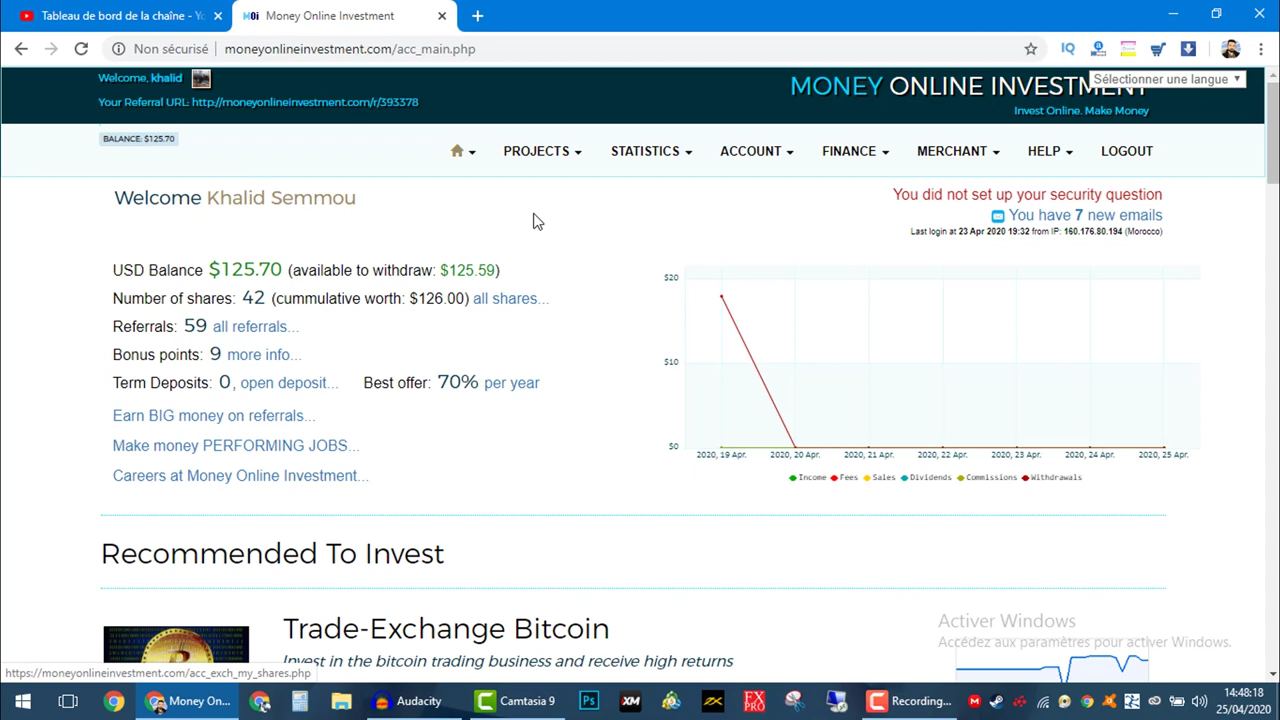 Tableau de bord de la chaîne - Yo
Money Online Investment
Non sécurisé
moneyonlineinvestment.com/acc_main.php
Welcome, khalid
Your Referral URL: http://moneyonlineinvestment.com/r/393378
MONEY ONLINE INVESTMENT
Sélectionner une langue
Invest Online. Make Money
BALANCE: $125.70
PROJECTS
STATISTICS
ACCOUNT
FINANCE
MERCHANT
HELP
LOGOUT
Welcome Khalid Semmou
You did not set up your security question
You have 7 new emails
Last login at 23 Apr 2020 19:32 from IP: 160.176.80.194 (Morocco)
USD Balance $125.70 (available to withdraw: $125.59)
Number of shares: 42 (cummulative worth: $126.00) all shares...
Referrals: 59 all referrals...
Bonus points: 9 more info...
Term Deposits: 0, open deposit... Best offer: 70% per year
Earn BIG money on referrals...
Make money PERFORMING JOBS...
Careers at Money Online Investment...
$20
$10
$0
2020, 19 Apr. 2020, 20 Apr. 2020, 21 Apr. 2020, 22 Apr. 2020, 23 Apr. 2020, 24 Apr. 2020, 25 Apr.
Income Fees Sales Dividends Commissions Withdrawals
Recommended To Invest
Trade-Exchange Bitcoin
Invest in the bitcoin trading business and receive high returns
Activer Windows
Accédez aux paramètres pour activer Windows.
https://moneyonlineinvestment.com/acc_exch_my_shares.php
Money On...
Audacity
Camtasia 9
Ps
XM
FX
PRO
Recording...
14:48:18
25/04/2020